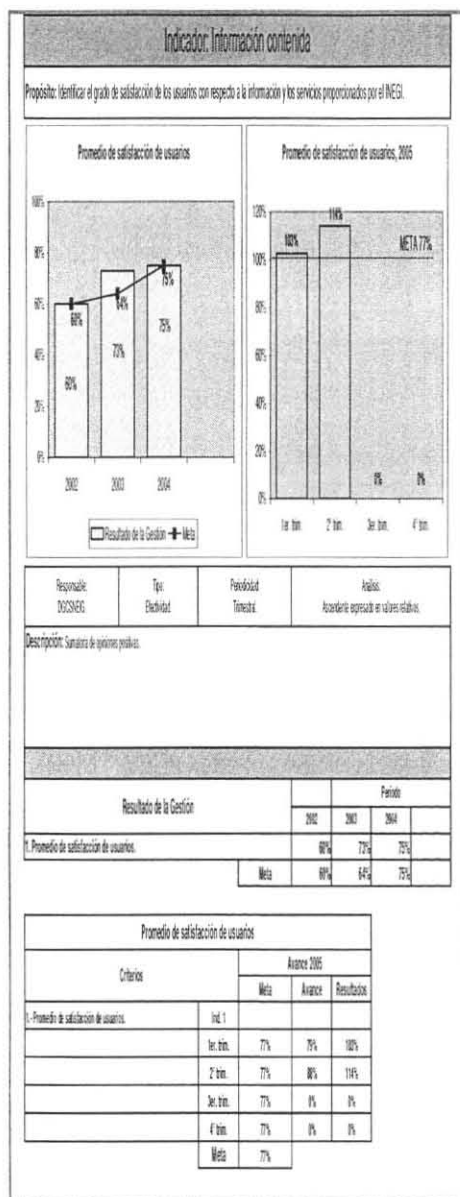 Indicador: Información contenida
Propósito: Identificar el grado de satisfacción de los usuarios con respecto a la información y los servicios proporcionados por el INEGI.
Promedio de satisfacción de usuarios
100%
80%
60%
40%
20%
0%
60%
64%
75%
60%
73%
75%
2002
2003
2004
Resultado de la Gestión
Meta
Promedio de satisfacción de usuarios, 2005
120%
100%
80%
60%
40%
20%
0%
103%
114%
META 77%
0%
0%
1er. trim.
2° trim.
3er. trim.
4° trim.
Responsable: Tipo: Periodicidad: Análisis:
DGCSNEIG. Efectividad. Trimestral. Ascendente expresado en valores relativos.
Descripción: Sumatoria de opiniones positivas.
Resultado de la Gestión Periodo
2002 2003 2004
1. Promedio de satisfacción de usuarios. 60% 73% 75%
Meta 60% 64% 75%
Promedio de satisfacción de usuarios
Criterios Avance 2005
Meta Avance Resultados
1.- Promedio de satisfacción de usuarios. Ind. 1
1er. trim. 77% 79% 103%
2° trim. 77% 88% 114%
3er. trim. 77% 0% 0%
4° trim. 77% 0% 0%
Meta 77%